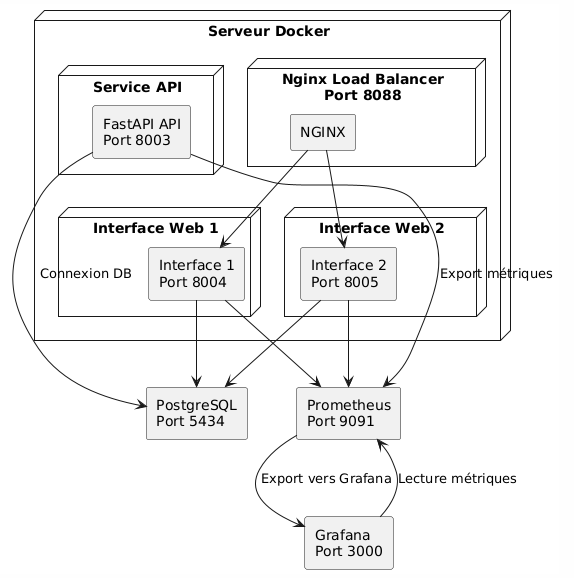 Serveur Docker
Service API
FastAPI API
Port 8003
Nginx Load Balancer
Port 8088
NGINX
Interface Web 1
Interface 1
Port 8004
Interface Web 2
Interface 2
Port 8005
Connexion DB
Export métriques
PostgreSQL
Port 5434
Prometheus
Port 9091
Export vers Grafana
Lecture métriques
Grafana
Port 3000